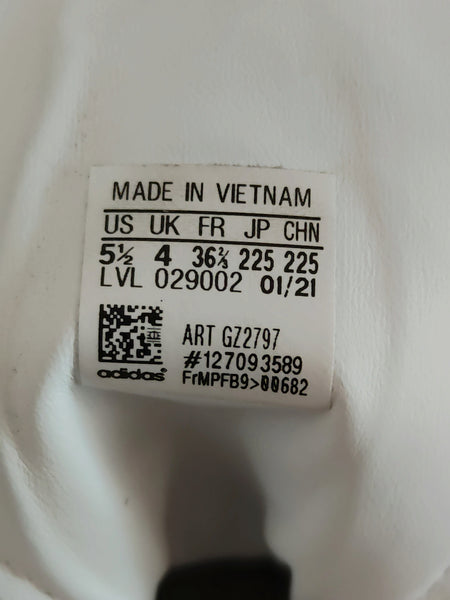 MADE IN VIETNAM
US UK FR JP CHN
5½ 4 36⅔ 225 225
LVL 029002 01/21
ART GZ2797
#127093589
adidas FrMPFB9>00682